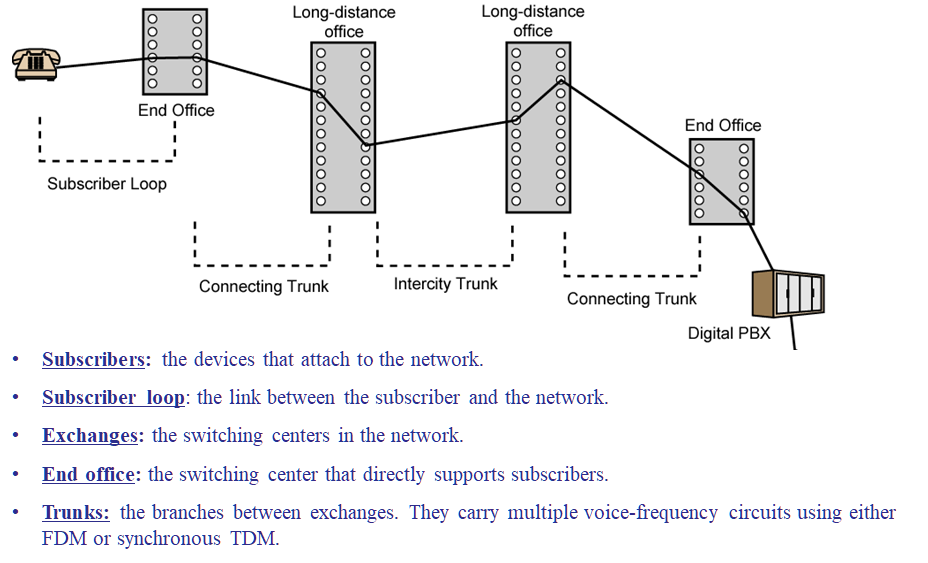 Long-distance
office
Long-distance
office
End Office
End Office
Subscriber Loop
Connecting Trunk
Intercity Trunk
Connecting Trunk
Digital PBX
• Subscribers: the devices that attach to the network.
• Subscriber loop: the link between the subscriber and the network.
• Exchanges: the switching centers in the network.
• End office: the switching center that directly supports subscribers.
• Trunks: the branches between exchanges. They carry multiple voice-frequency circuits using either
FDM or synchronous TDM.